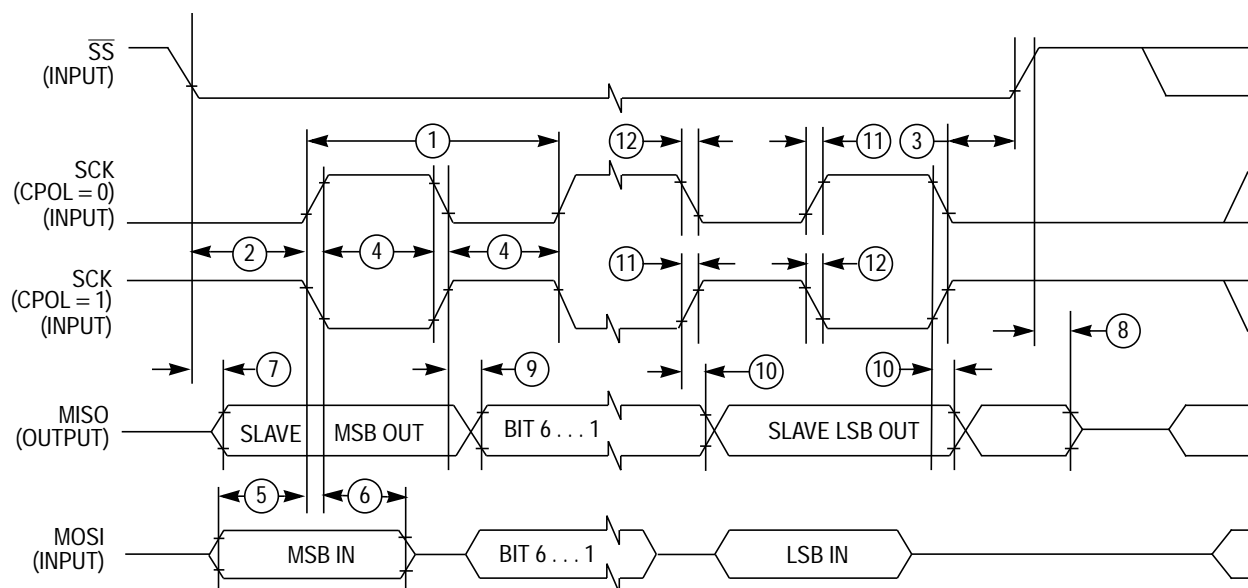 SS
(INPUT)
1
12
11
3
SCK
(CPOL = 0)
(INPUT)
2
4
4
11
12
SCK
(CPOL = 1)
(INPUT)
8
7
9
10
10
MISO
(OUTPUT)
SLAVE
MSB OUT
BIT 6 . . . 1
SLAVE LSB OUT
5
6
MOSI
(INPUT)
MSB IN
BIT 6 . . . 1
LSB IN